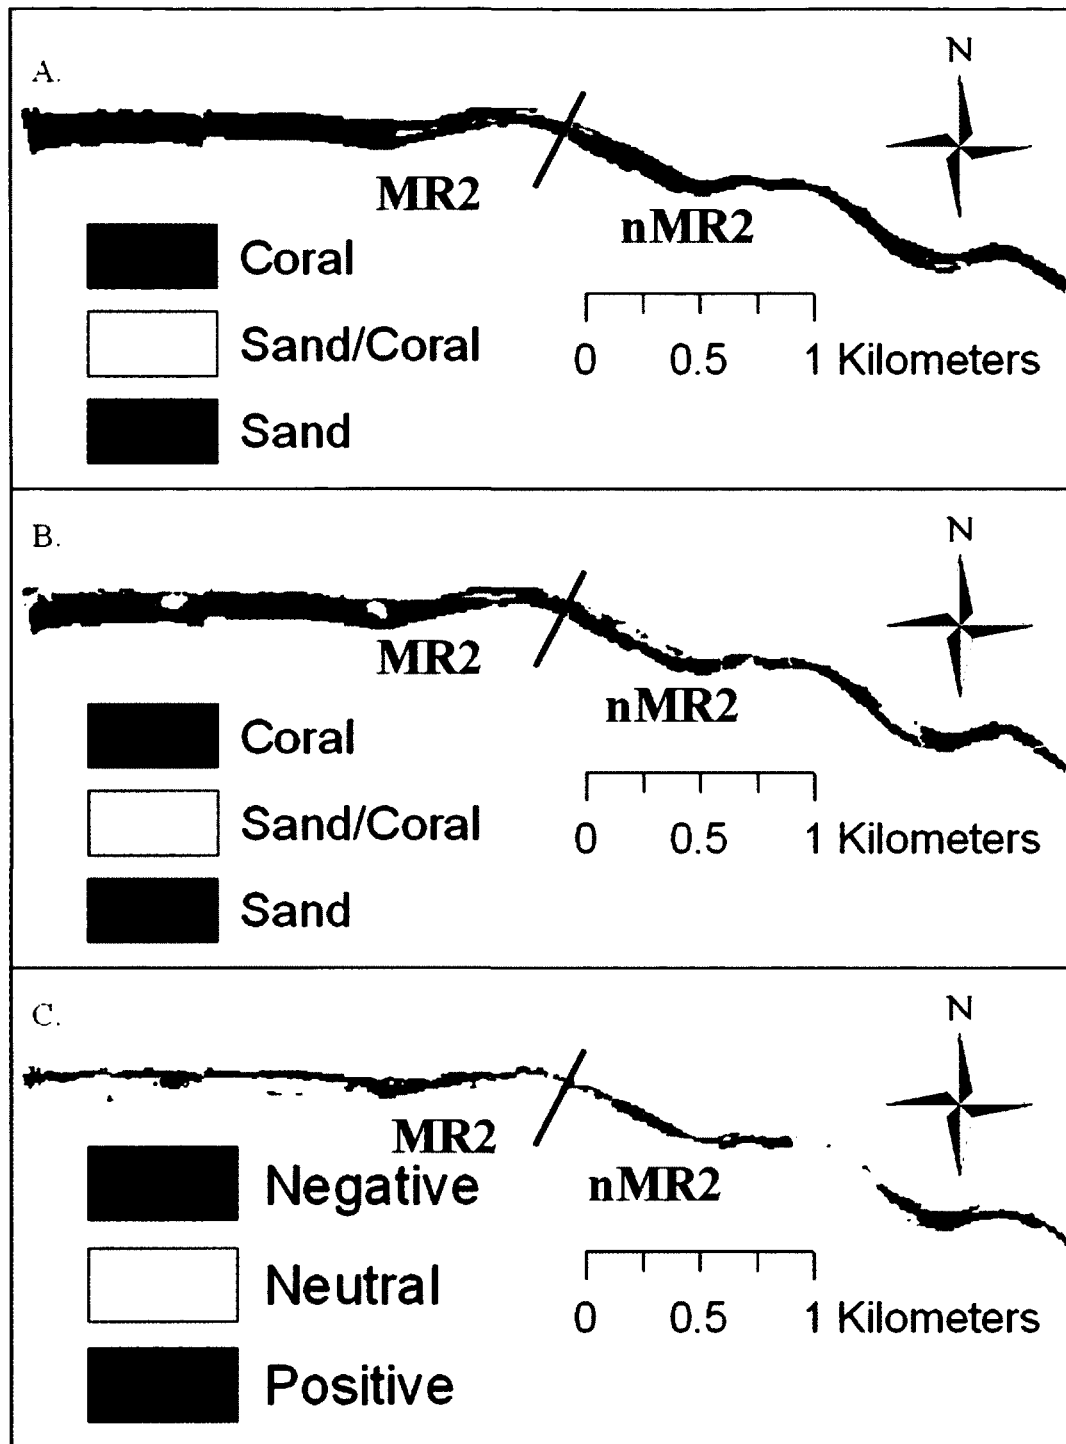 A.
N
MR2
nMR2
Coral
Sand/Coral
Sand
0 0.5 1 Kilometers
B.
N
MR2
nMR2
Coral
Sand/Coral
Sand
0 0.5 1 Kilometers
C.
N
MR2
nMR2
Negative
Neutral
Positive
0 0.5 1 Kilometers